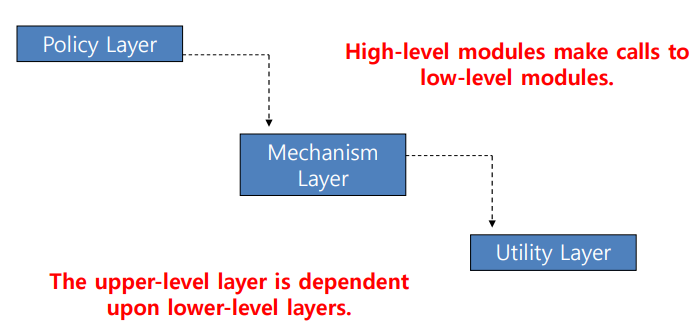 Policy Layer
High-level modules make calls to
low-level modules.
Mechanism
Layer
Utility Layer
The upper-level layer is dependent
upon lower-level layers.